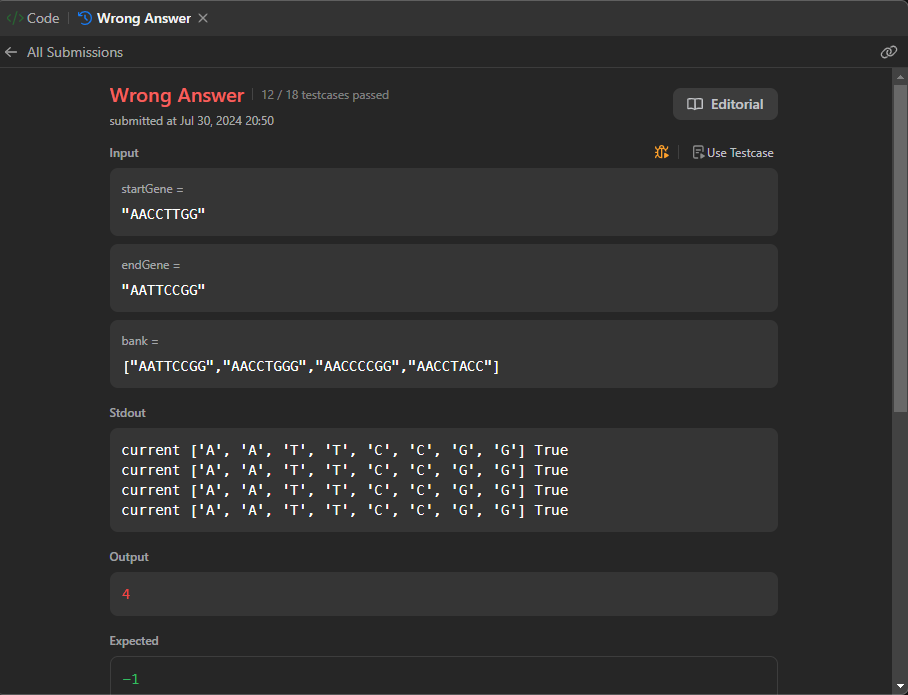 </> Code | Wrong Answer ×
← All Submissions
Wrong Answer | 12 / 18 testcases passed
Editorial
submitted at Jul 30, 2024 20:50
Input
Use Testcase
startGene =
"AACCTTGG"
endGene =
"AATTCCGG"
bank =
["AATTCCGG","AACCTGGG","AACCCCGG","AACCTACC"]
Stdout
current ['A', 'A', 'T', 'T', 'C', 'C', 'G', 'G'] True
current ['A', 'A', 'T', 'T', 'C', 'C', 'G', 'G'] True
current ['A', 'A', 'T', 'T', 'C', 'C', 'G', 'G'] True
current ['A', 'A', 'T', 'T', 'C', 'C', 'G', 'G'] True
Output
4
Expected
-1